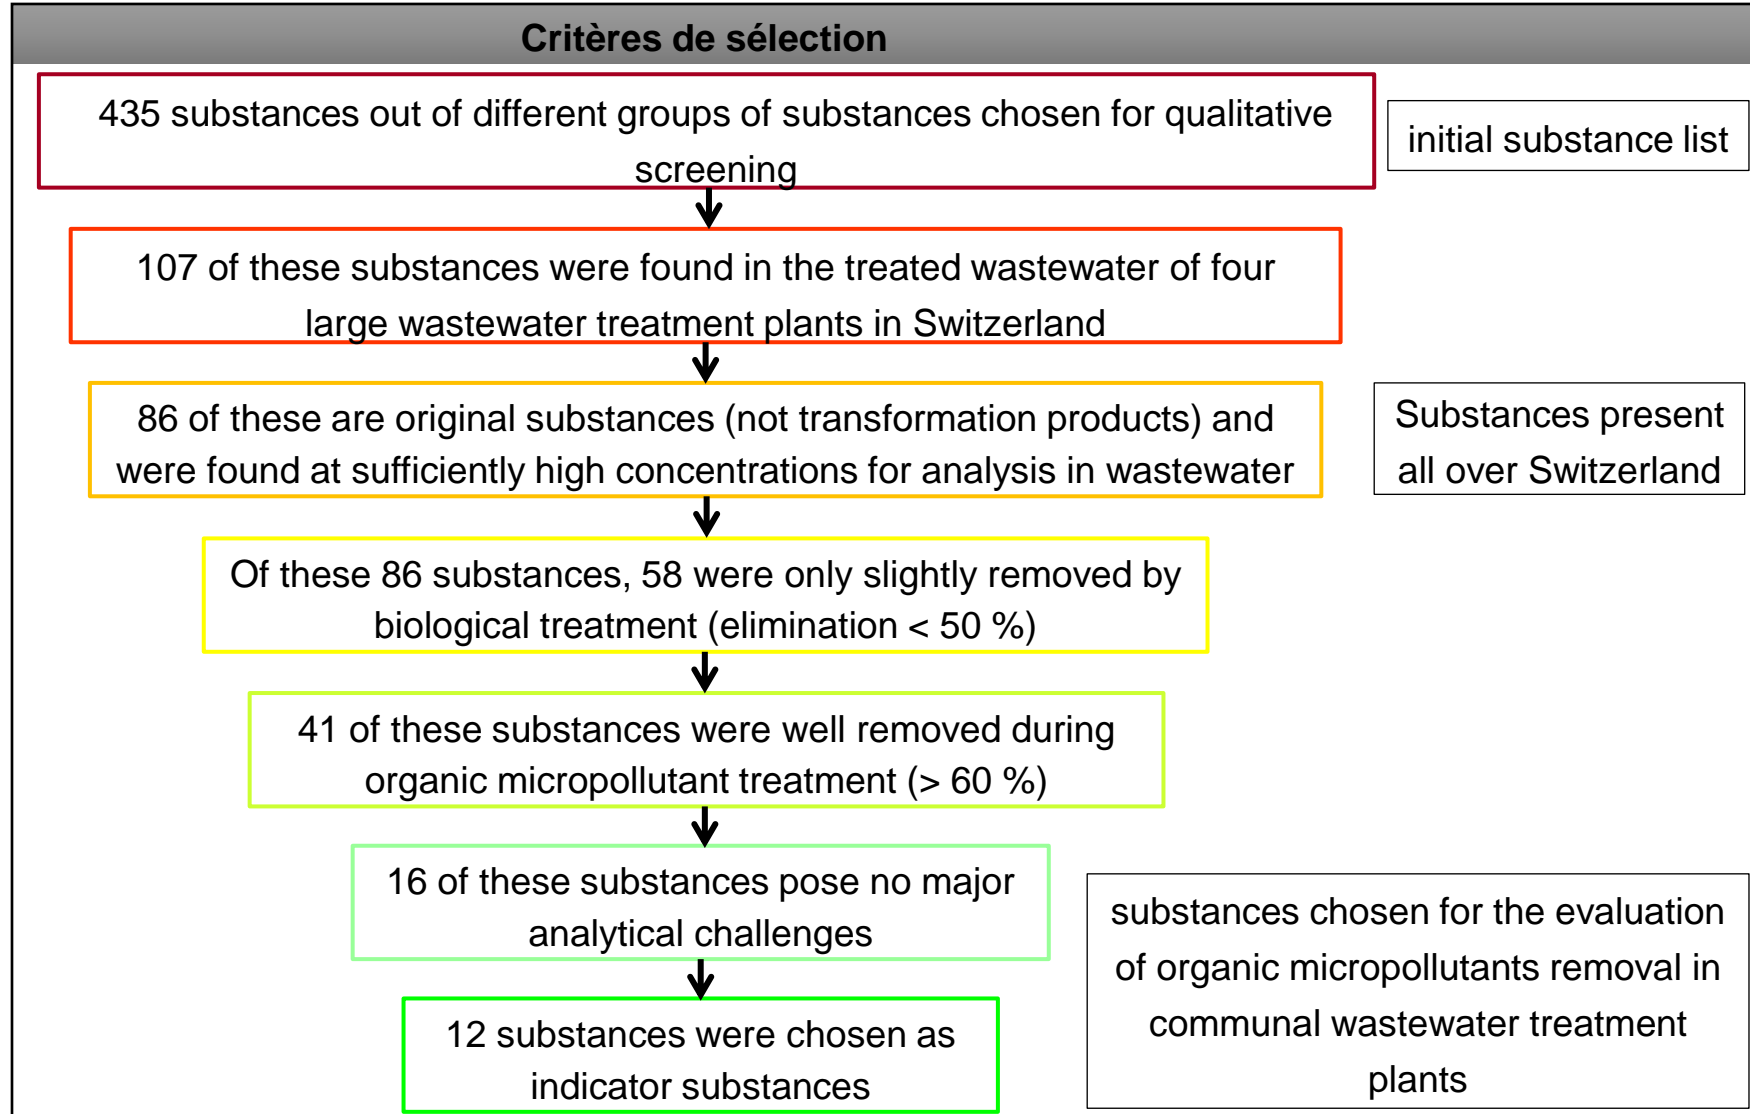 Critères de sélection
435 substances out of different groups of substances chosen for qualitative
screening
initial substance list
107 of these substances were found in the treated wastewater of four
large wastewater treatment plants in Switzerland
86 of these are original substances (not transformation products) and
were found at sufficiently high concentrations for analysis in wastewater
Substances present
all over Switzerland
Of these 86 substances, 58 were only slightly removed by
biological treatment (elimination < 50 %)
41 of these substances were well removed during
organic micropollutant treatment (> 60 %)
16 of these substances pose no major
analytical challenges
12 substances were chosen as
indicator substances
substances chosen for the evaluation
of organic micropollutants removal in
communal wastewater treatment
plants